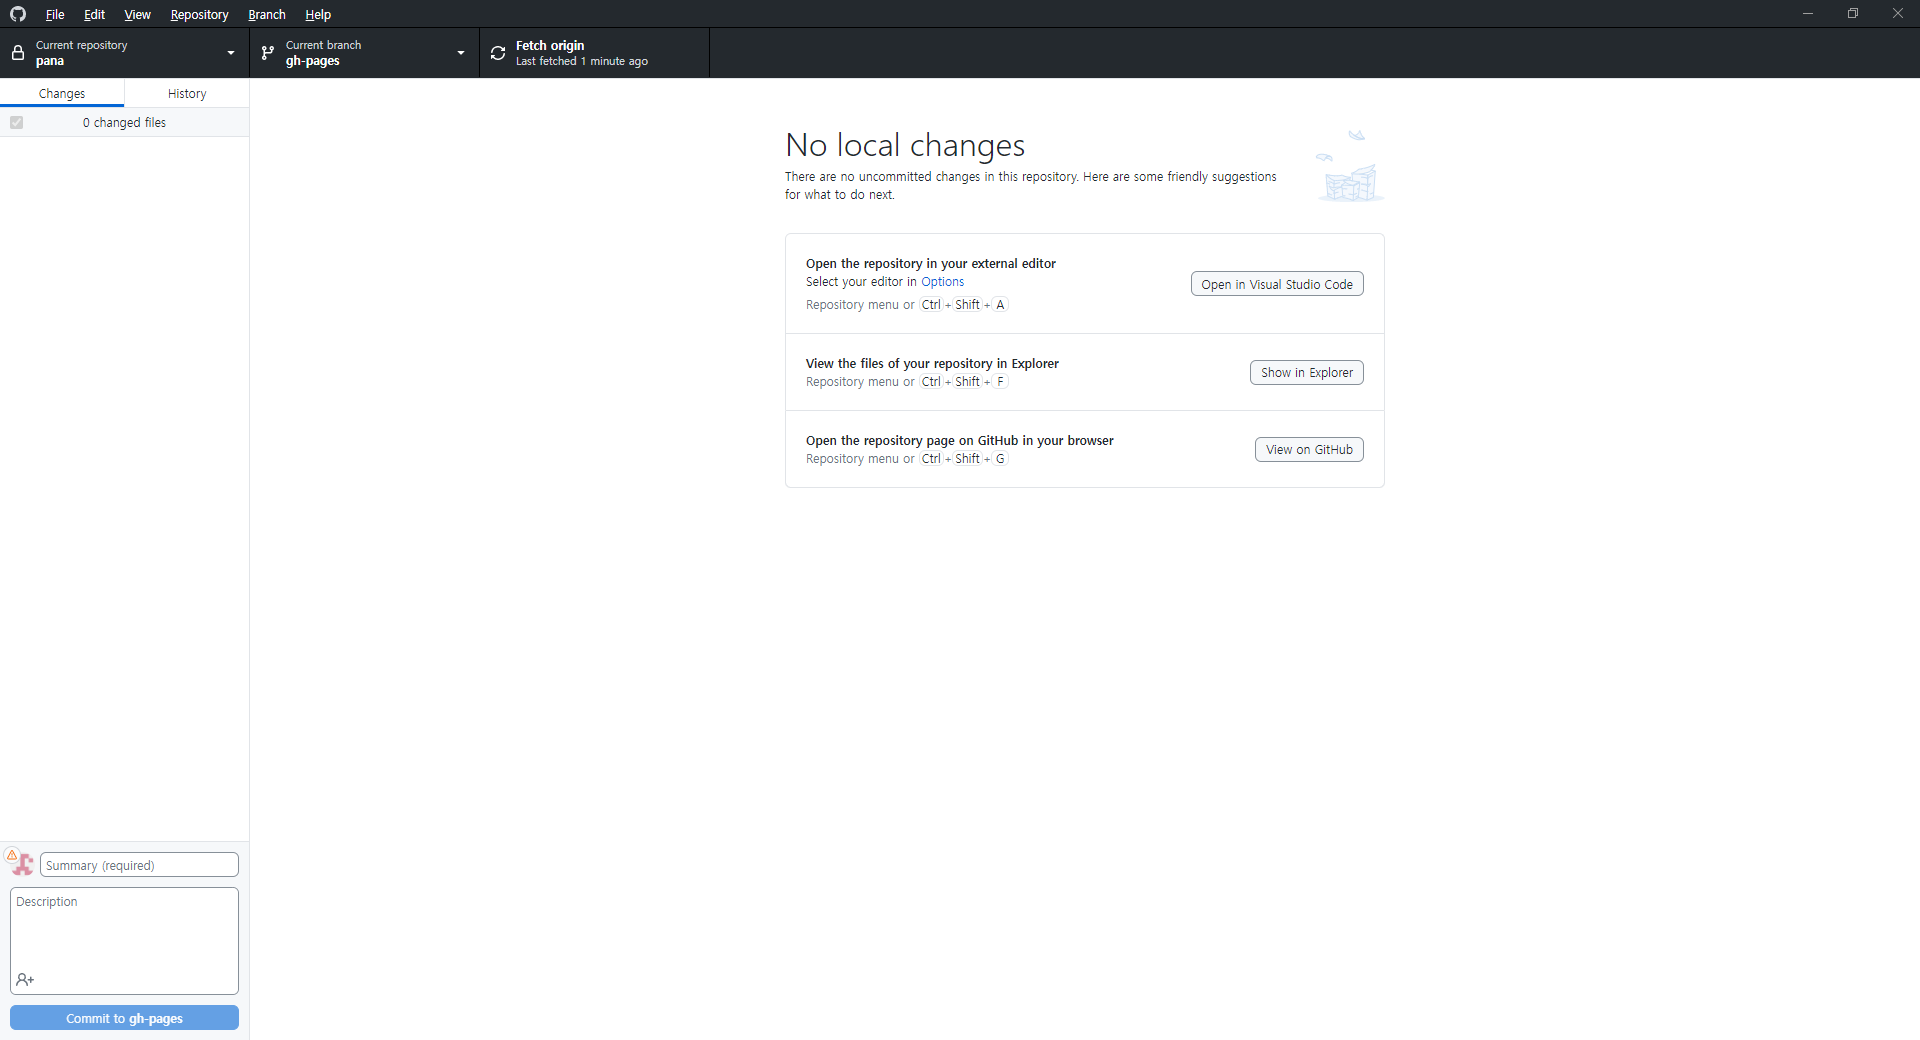 File Edit View Repository Branch Help
Current repository
pana
Current branch
gh-pages
Fetch origin
Last fetched 1 minute ago
Changes
History
0 changed files
No local changes
There are no uncommitted changes in this repository. Here are some friendly suggestions
for what to do next.
Open the repository in your external editor
Select your editor in Options
Repository menu or Ctrl + Shift + A
Open in Visual Studio Code
View the files of your repository in Explorer
Repository menu or Ctrl + Shift + F
Show in Explorer
Open the repository page on GitHub in your browser
Repository menu or Ctrl + Shift + G
View on GitHub
Summary (required)
Description
Commit to gh-pages